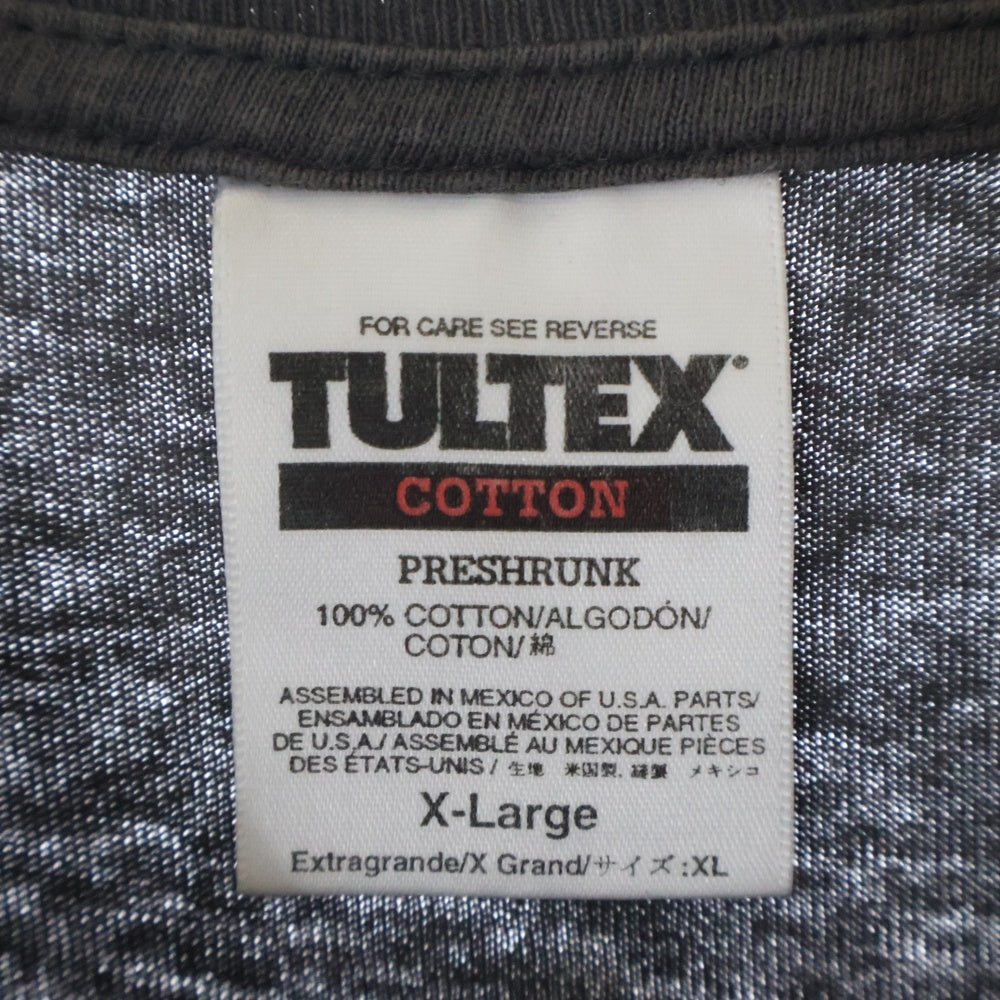 FOR CARE SEE REVERSE
TULTEX®
COTTON
PRESHRUNK
100% COTTON/ALGODÓN/
COTON/綿
ASSEMBLED IN MEXICO OF U.S.A. PARTS/
ENSAMBLADO EN MÉXICO DE PARTES
DE U.S.A./ ASSEMBLÉ AU MEXIQUE PIÈCES
DES ÉTATS-UNIS / 生地 米国製, 縫製 メキシコ
X-Large
Extragrande/X Grand/サイズ:XL